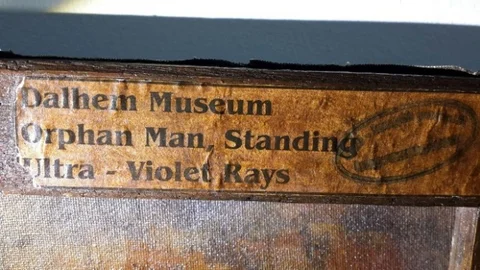 Dalhem Museum
Orphan Man, Standing
Ultra - Violet Rays